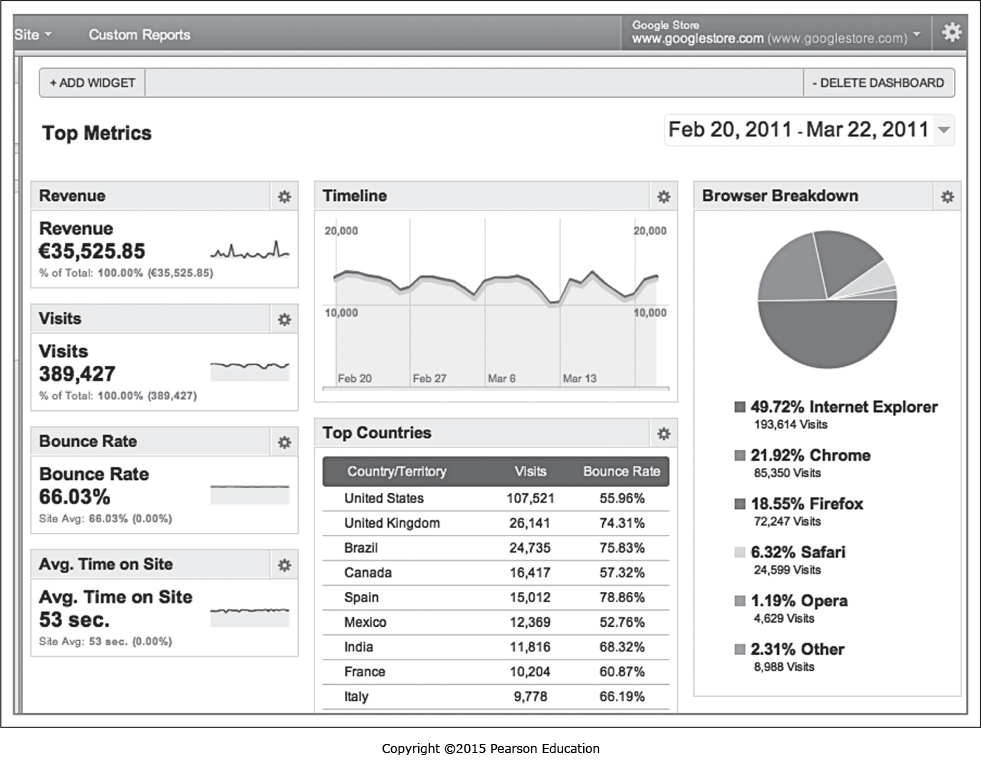 Site
Custom Reports
Google Store
www.googlestore.com (www.googlestore.com)
+ ADD WIDGET
- DELETE DASHBOARD
Top Metrics
Feb 20, 2011 - Mar 22, 2011
Revenue
Revenue
€35,525.85
% of Total: 100.00% (€35,525.85)
Visits
Visits
389,427
% of Total: 100.00% (389,427)
Bounce Rate
Bounce Rate
66.03%
Site Avg: 66.03% (0.00%)
Avg. Time on Site
Avg. Time on Site
53 sec.
Site Avg: 53 sec. (0.00%)
Timeline
20,000 20,000
10,000 10,000
Feb 20 Feb 27 Mar 6 Mar 13
Top Countries
Country/Territory Visits Bounce Rate
United States 107,521 55.96%
United Kingdom 26,141 74.31%
Brazil 24,735 75.83%
Canada 16,417 57.32%
Spain 15,012 78.86%
Mexico 12,369 52.76%
India 11,816 68.32%
France 10,204 60.87%
Italy 9,778 66.19%
Browser Breakdown
49.72% Internet Explorer
193,614 Visits
21.92% Chrome
85,350 Visits
18.55% Firefox
72,247 Visits
6.32% Safari
24,599 Visits
1.19% Opera
4,629 Visits
2.31% Other
8,988 Visits
Copyright ©2015 Pearson Education